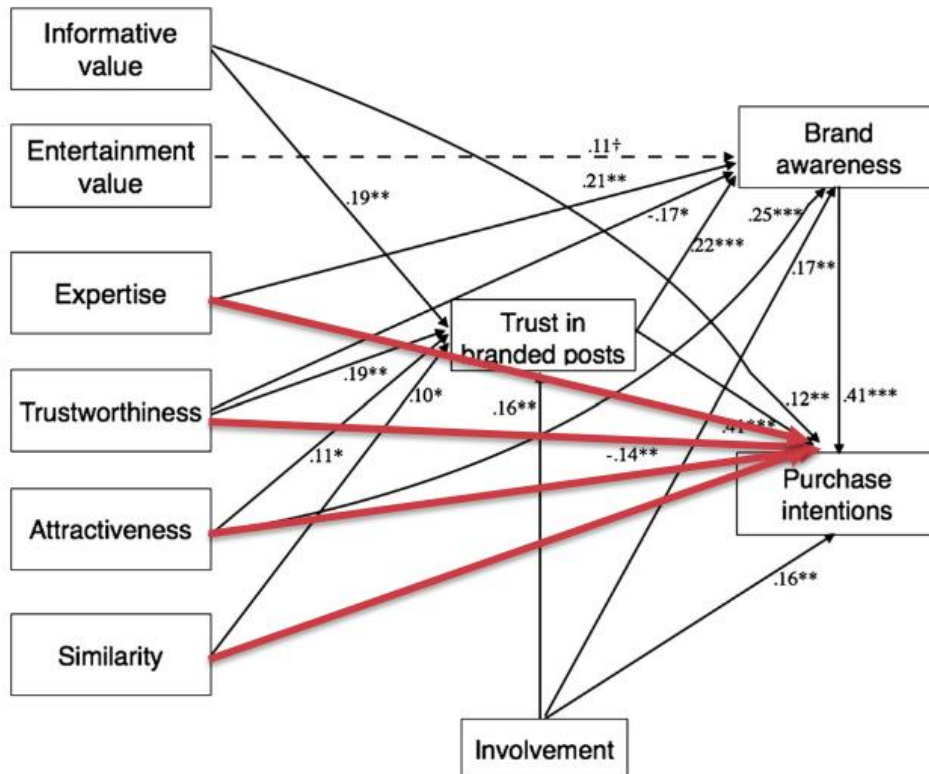 Informative
value
Entertainment
value
Expertise
Trustworthiness
Attractiveness
Similarity
Trust in
branded posts
Involvement
Brand
awareness
Purchase
intentions
.11†
.21**
.19**
-.17*
.25***
.22***
.17**
.19**
.10*
.16**
.12**
.41***
.41***
.11*
-.14**
.16**